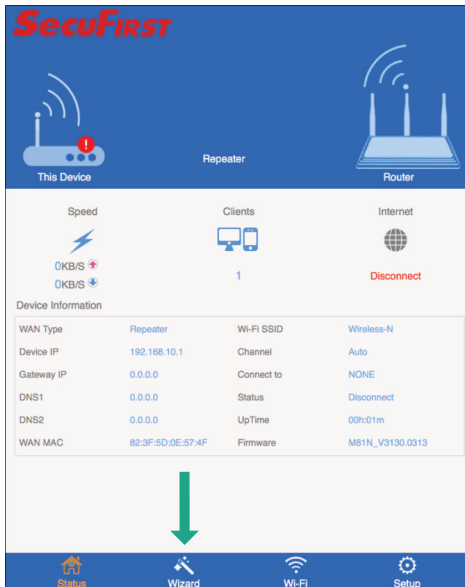 SecuFirst
Repeater
This Device
Router
Speed
Clients
Internet
0KB/S
0KB/S
1
Disconnect
Device Information
WAN Type Repeater Wi-Fi SSID Wireless-N
Device IP 192.168.10.1 Channel Auto
Gateway IP 0.0.0.0 Connect to NONE
DNS1 0.0.0.0 Status Disconnect
DNS2 0.0.0.0 UpTime 00h:01m
WAN MAC 82:3F:5D:0E:57:4F Firmware M81N_V3130.0313
Status Wizard Wi-Fi Setup